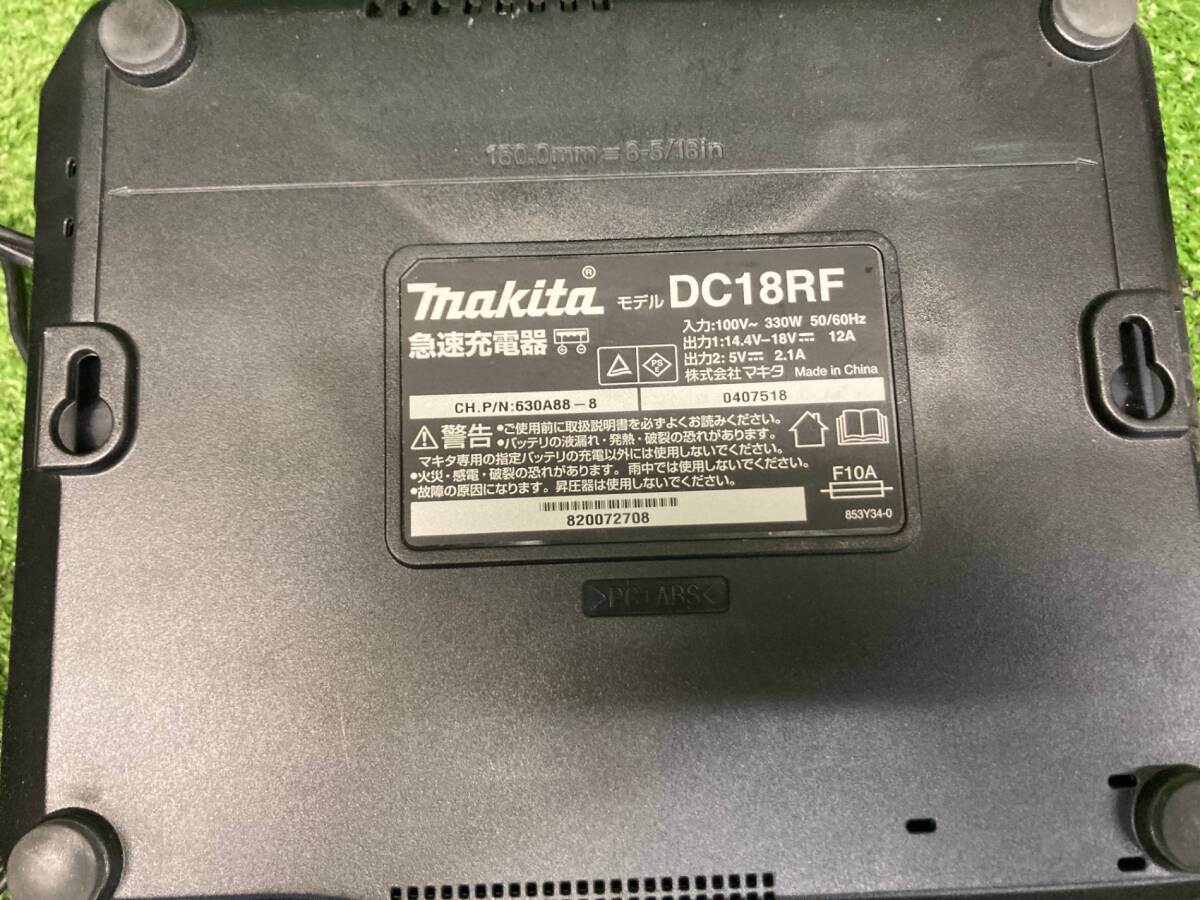 160.0mm=6-5/16in
makita® モデル DC18RF
急速充電器
入力:100V~ 330W 50/60Hz
出力1:14.4V-18V⎓ 12A
出力2:5V⎓ 2.1A
株式会社マキタ Made in China
PS E
CH.P/N:630A88-8
0407518
警告
•ご使用前に取扱説明書を必ずよくお読みください。
•バッテリの液漏れ・発熱・破裂の恐れがあります。
マキタ専用の指定バッテリの充電以外には使用しないでください。
•火災・感電・破裂の恐れがあります。雨中では使用しないでください。
•故障の原因になります。昇圧器は使用しないでください。
F10A
853Y34-0
820072708
>PC+ABS<